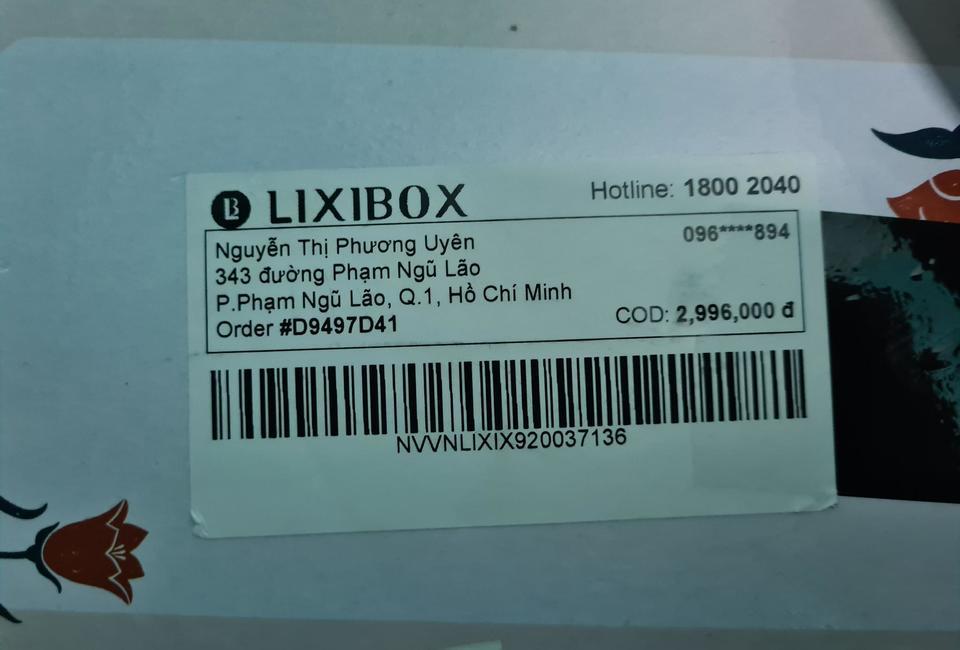 LIXIBOX Hotline: 1800 2040
Nguyễn Thị Phương Uyên 096****894
343 đường Phạm Ngũ Lão
P.Phạm Ngũ Lão, Q.1, Hồ Chí Minh
Order #D9497D41 COD: 2,996,000 đ
NVVNLIXIX920037136